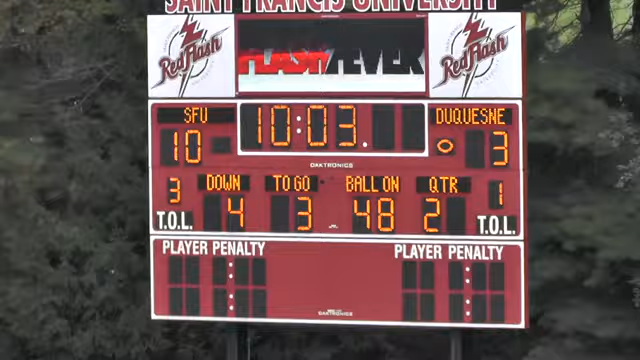 SAINT FRANCIS UNIVERSITY
Red Flash FLASH FEVER Red Flash
SFU 10:03. DUQUESNE
10 3
DAKTRONICS
3 DOWN TO GO BALL ON QTR 1
T.O.L. 4 3 48 2 T.O.L.
PLAYER PENALTY PLAYER PENALTY
DAKTRONICS